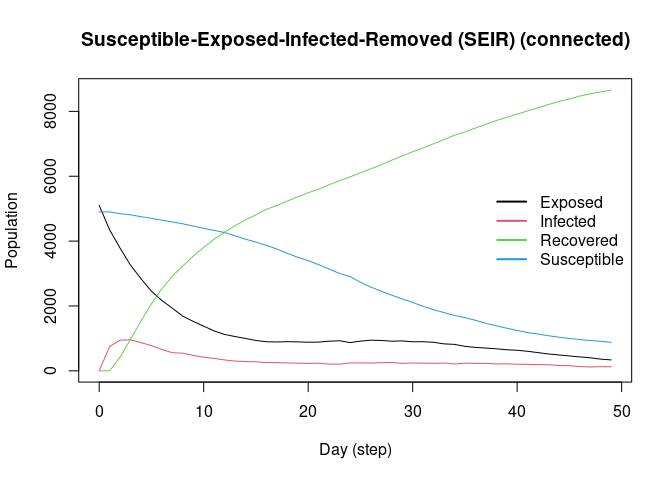 Susceptible-Exposed-Infected-Removed (SEIR) (connected)
Population
8000
6000
4000
2000
0
Exposed
Infected
Recovered
Susceptible
0 10 20 30 40 50
Day (step)